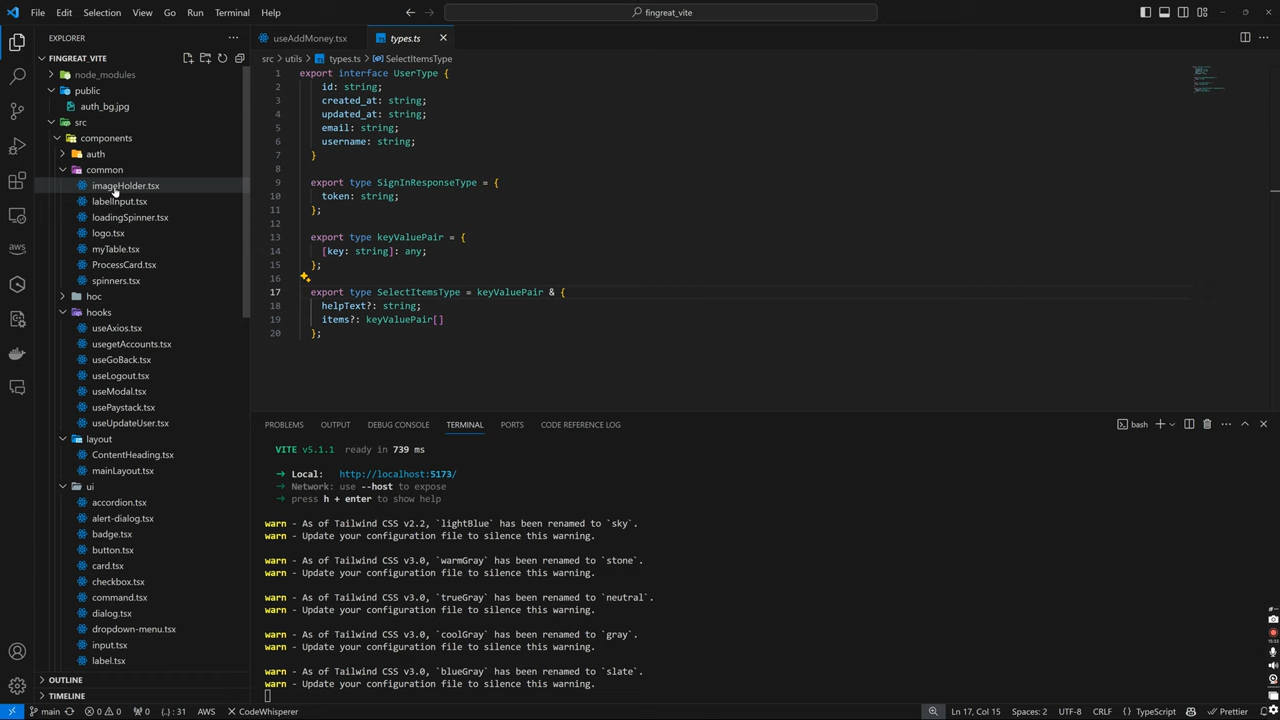 File Edit Selection View Go Run Terminal Help
fingreat_vite
EXPLORER
FINGREAT_VITE
node_modules
public
auth_bg.jpg
src
components
auth
common
imageHolder.tsx
labelInput.tsx
loadingSpinner.tsx
logo.tsx
myTable.tsx
ProcessCard.tsx
spinners.tsx
hoc
hooks
useAxios.tsx
usegetAccounts.tsx
useGoBack.tsx
useLogout.tsx
useModal.tsx
usePaystack.tsx
useUpdateUser.tsx
layout
ContentHeading.tsx
mainLayout.tsx
ui
accordion.tsx
alert-dialog.tsx
badge.tsx
button.tsx
card.tsx
checkbox.tsx
command.tsx
dialog.tsx
dropdown-menu.tsx
input.tsx
label.tsx
OUTLINE
TIMELINE
aws
useAddMoney.tsx types.ts
src > utils > types.ts > SelectItemsType
1 export interface UserType {
2 id: string;
3 created_at: string;
4 updated_at: string;
5 email: string;
6 username: string;
7 }
8
9 export type SignInResponseType = {
10 token: string;
11 };
12
13 export type keyValuePair = {
14 [key: string]: any;
15 };
16
17 export type SelectItemsType = keyValuePair & {
18 helpText?: string;
19 items?: keyValuePair[]
20 };
PROBLEMS OUTPUT DEBUG CONSOLE TERMINAL PORTS CODE REFERENCE LOG
bash
VITE v5.1.1 ready in 739 ms
→ Local: http://localhost:5173/
→ Network: use --host to expose
→ press h + enter to show help
warn - As of Tailwind CSS v2.2, `lightBlue` has been renamed to `sky`.
warn - Update your configuration file to silence this warning.
warn - As of Tailwind CSS v3.0, `warmGray` has been renamed to `stone`.
warn - Update your configuration file to silence this warning.
warn - As of Tailwind CSS v3.0, `trueGray` has been renamed to `neutral`.
warn - Update your configuration file to silence this warning.
warn - As of Tailwind CSS v3.0, `coolGray` has been renamed to `gray`.
warn - Update your configuration file to silence this warning.
warn - As of Tailwind CSS v3.0, `blueGray` has been renamed to `slate`.
warn - Update your configuration file to silence this warning.
main 0 0 0 {..} : 31 AWS CodeWhisperer Ln 17, Col 15 Spaces: 2 UTF-8 CRLF TypeScript Go Live Prettier